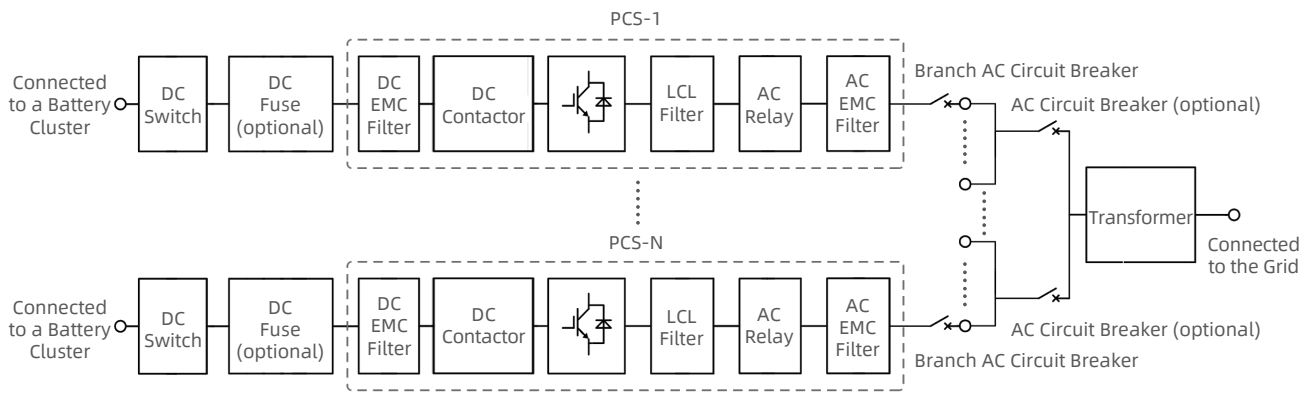 PCS-1
Connected
to a Battery
Cluster
DC
Switch
DC
Fuse
(optional)
DC
EMC
Filter
DC
Contactor
LCL
Filter
AC
Relay
AC
EMC
Filter
Branch AC Circuit Breaker
AC Circuit Breaker (optional)
Transformer
Connected
to the Grid
PCS-N
Connected
to a Battery
Cluster
DC
Switch
DC
Fuse
(optional)
DC
EMC
Filter
DC
Contactor
LCL
Filter
AC
Relay
AC
EMC
Filter
AC Circuit Breaker (optional)
Branch AC Circuit Breaker